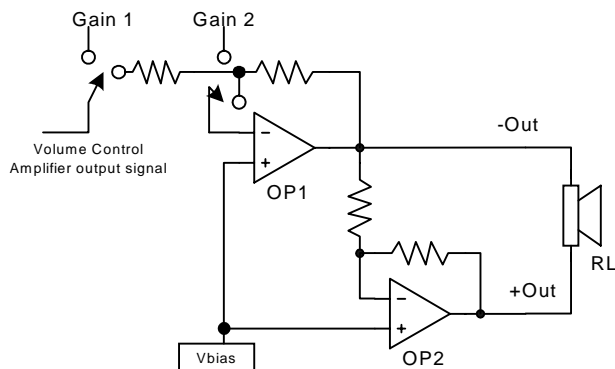 Gain 1
Gain 2
Volume Control
Amplifier output signal
-
+
OP1
-Out
RL
+Out
-
+
OP2
Vbias